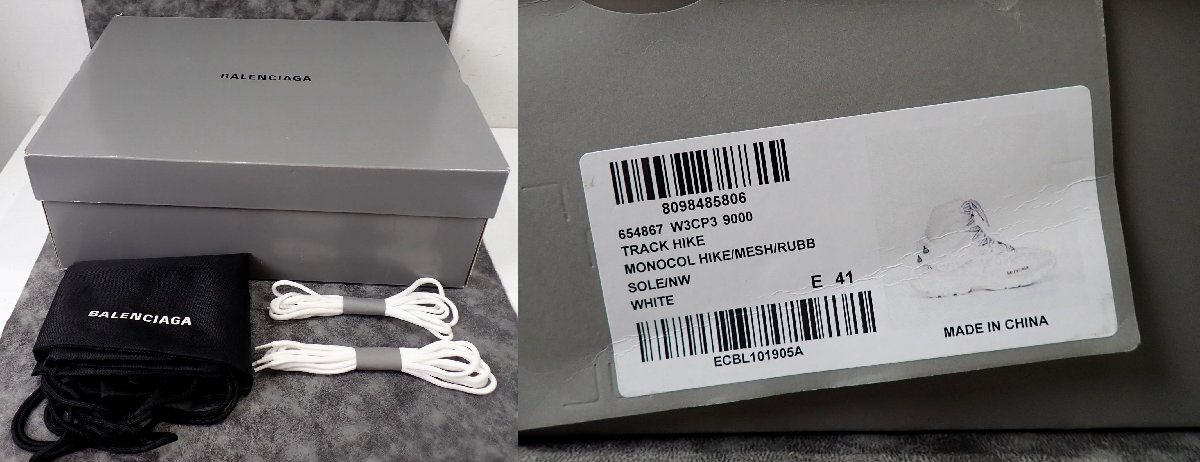 BALENCIAGA
BALENCIAGA
8098485806
654867 W3CP3 9000
TRACK HIKE
MONOCOL HIKE/MESH/RUBB
SOLE/NW
E 41
WHITE
ECBL101905A
BALENCIAGA
MADE IN CHINA